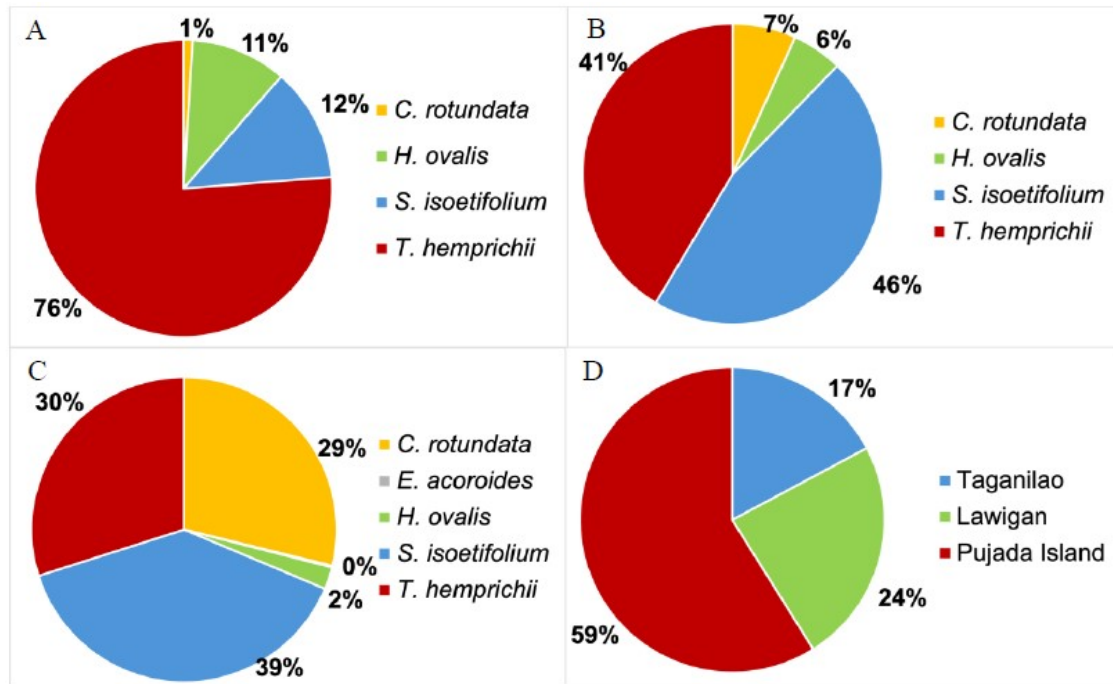 A
1%
11%
12%
76%
C. rotundata
H. ovalis
S. isoetifolium
T. hemprichii
B
7%
6%
41%
46%
C. rotundata
H. ovalis
S. isoetifolium
T. hemprichii
C
30%
29%
0%
2%
39%
C. rotundata
E. acoroides
H. ovalis
S. isoetifolium
T. hemprichii
D
17%
24%
59%
Taganilao
Lawigan
Pujada Island